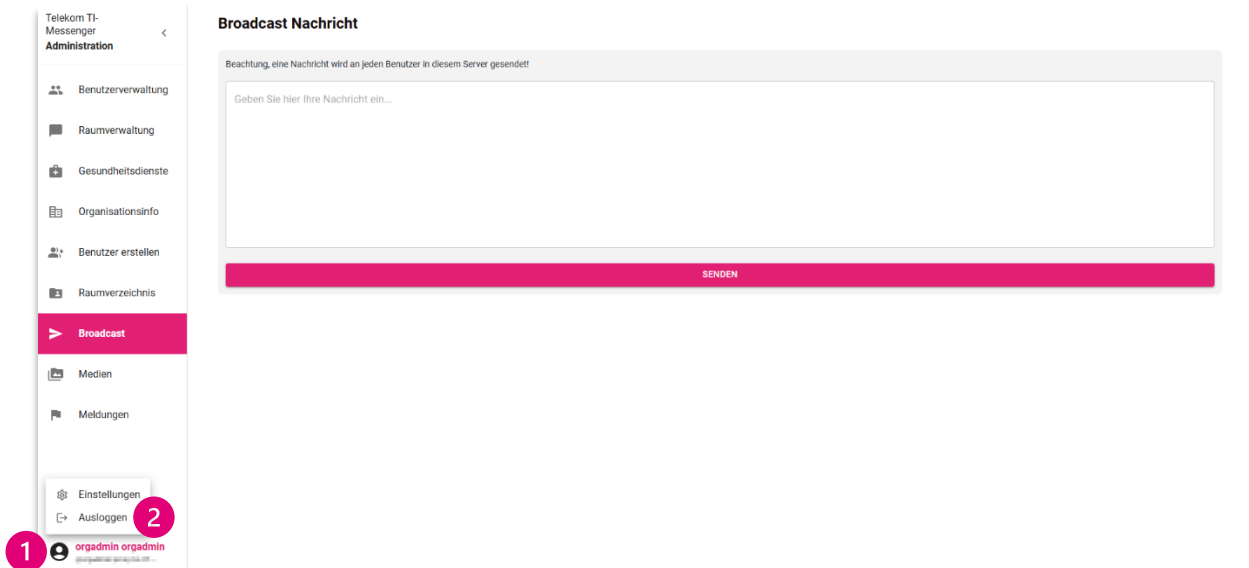 Telekom TI-
Messenger
Administration
Benutzerverwaltung
Raumverwaltung
Gesundheitsdienste
Organisationsinfo
Benutzer erstellen
Raumverzeichnis
Broadcast
Medien
Meldungen
Einstellungen
Ausloggen
2
1
orgadmin orgadmin
Broadcast Nachricht
Beachtung, eine Nachricht wird an jeden Benutzer in diesem Server gesendet!
Geben Sie hier Ihre Nachricht ein...
SENDEN